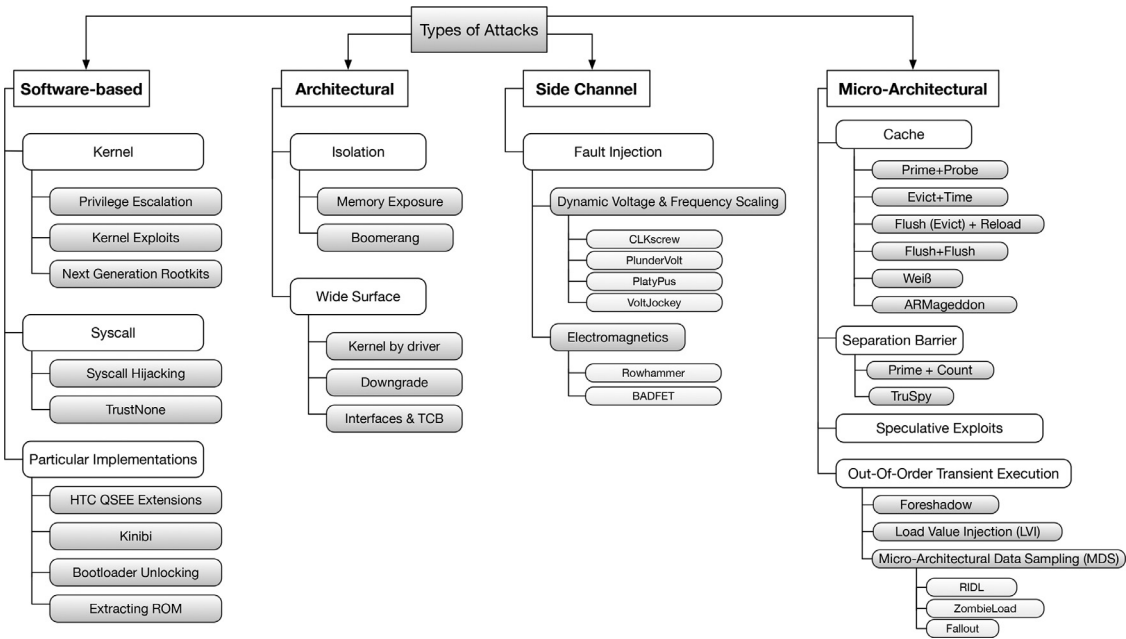 Types of Attacks
Software-based
Kernel
Privilege Escalation
Kernel Exploits
Next Generation Rootkits
Syscall
Syscall Hijacking
TrustNone
Particular Implementations
HTC QSEE Extensions
Kinibi
Bootloader Unlocking
Extracting ROM
Architectural
Isolation
Memory Exposure
Boomerang
Wide Surface
Kernel by driver
Downgrade
Interfaces & TCB
Side Channel
Fault Injection
Dynamic Voltage & Frequency Scaling
CLKscrew
PlunderVolt
PlatyPus
VoltJockey
Electromagnetics
Rowhammer
BADFET
Micro-Architectural
Cache
Prime+Probe
Evict+Time
Flush (Evict) + Reload
Flush+Flush
Weiß
ARMageddon
Separation Barrier
Prime + Count
TruSpy
Speculative Exploits
Out-Of-Order Transient Execution
Foreshadow
Load Value Injection (LVI)
Micro-Architectural Data Sampling (MDS)
RIDL
ZombieLoad
Fallout